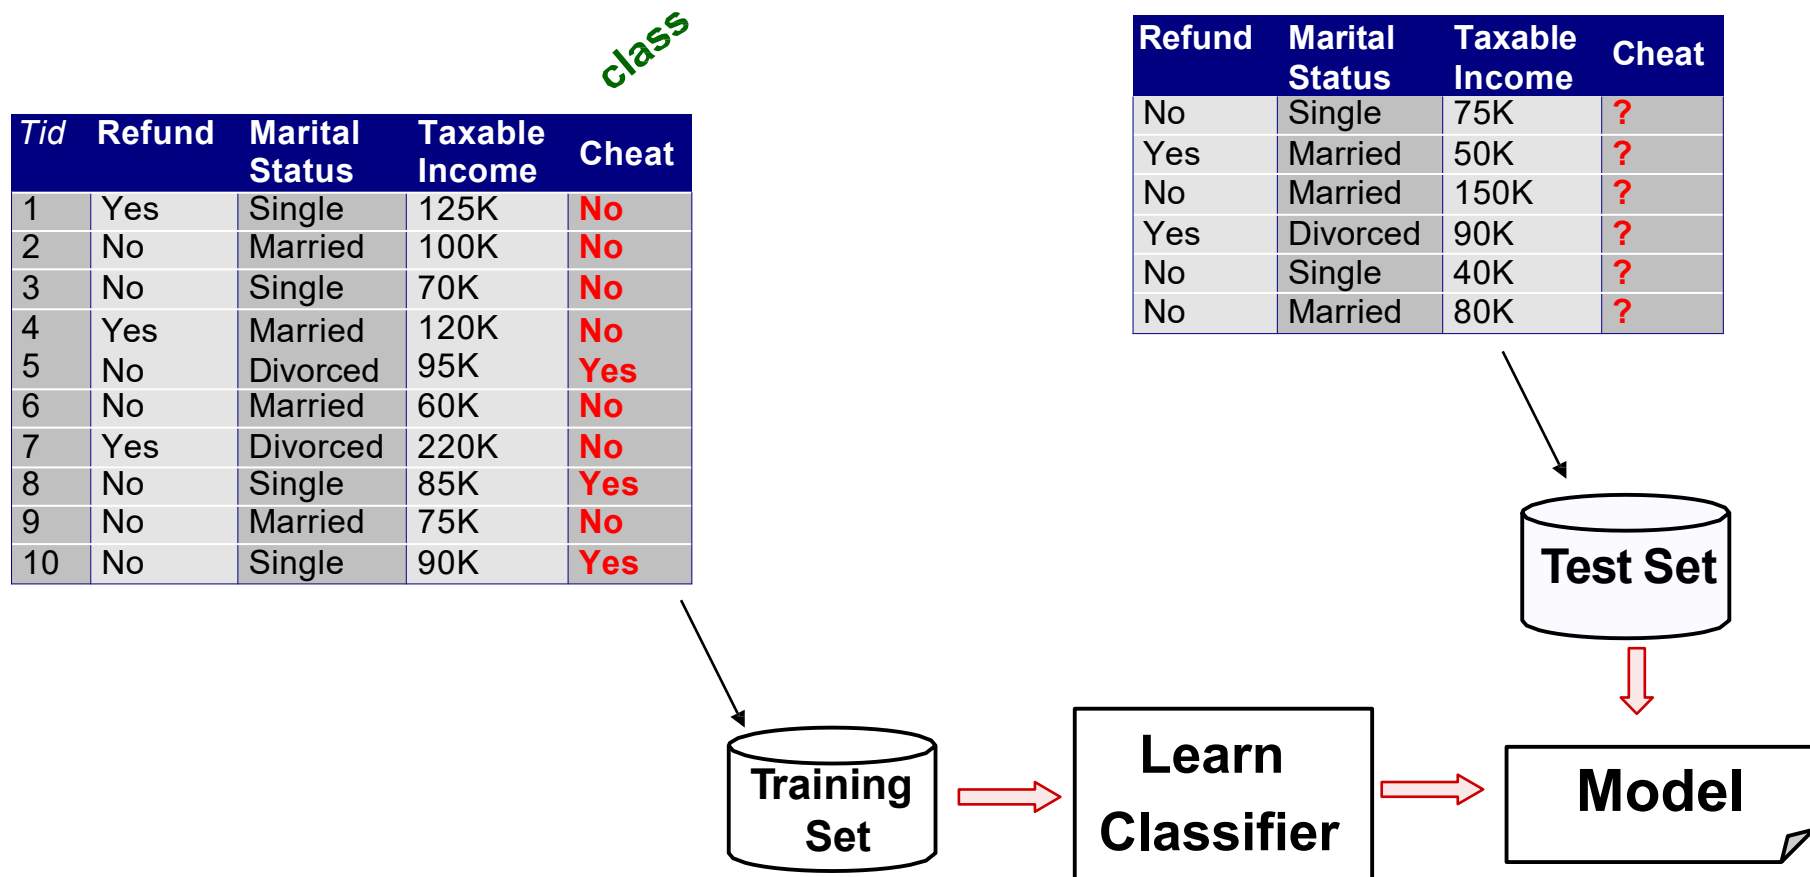 class
Tid Refund Marital Status Taxable Income Cheat
1 Yes Single 125K No
2 No Married 100K No
3 No Single 70K No
4 Yes Married 120K No
5 No Divorced 95K Yes
6 No Married 60K No
7 Yes Divorced 220K No
8 No Single 85K Yes
9 No Married 75K No
10 No Single 90K Yes
Refund Marital Status Taxable Income Cheat
No Single 75K ?
Yes Married 50K ?
No Married 150K ?
Yes Divorced 90K ?
No Single 40K ?
No Married 80K ?
Test Set
Training
Set
Learn
Classifier
Model